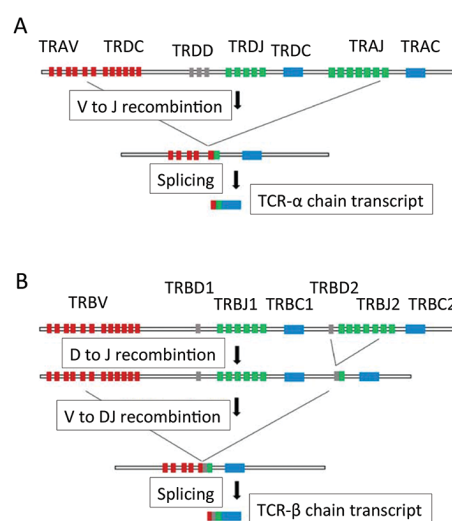 A
TRAV TRDC TRDD TRDJ TRDC TRAJ TRAC
V to J recombintion
Splicing
TCR-α chain transcript
B
TRBV TRBD1 TRBJ1 TRBC1 TRBD2 TRBJ2 TRBC2
D to J recombintion
V to DJ recombintion
Splicing
TCR-β chain transcript